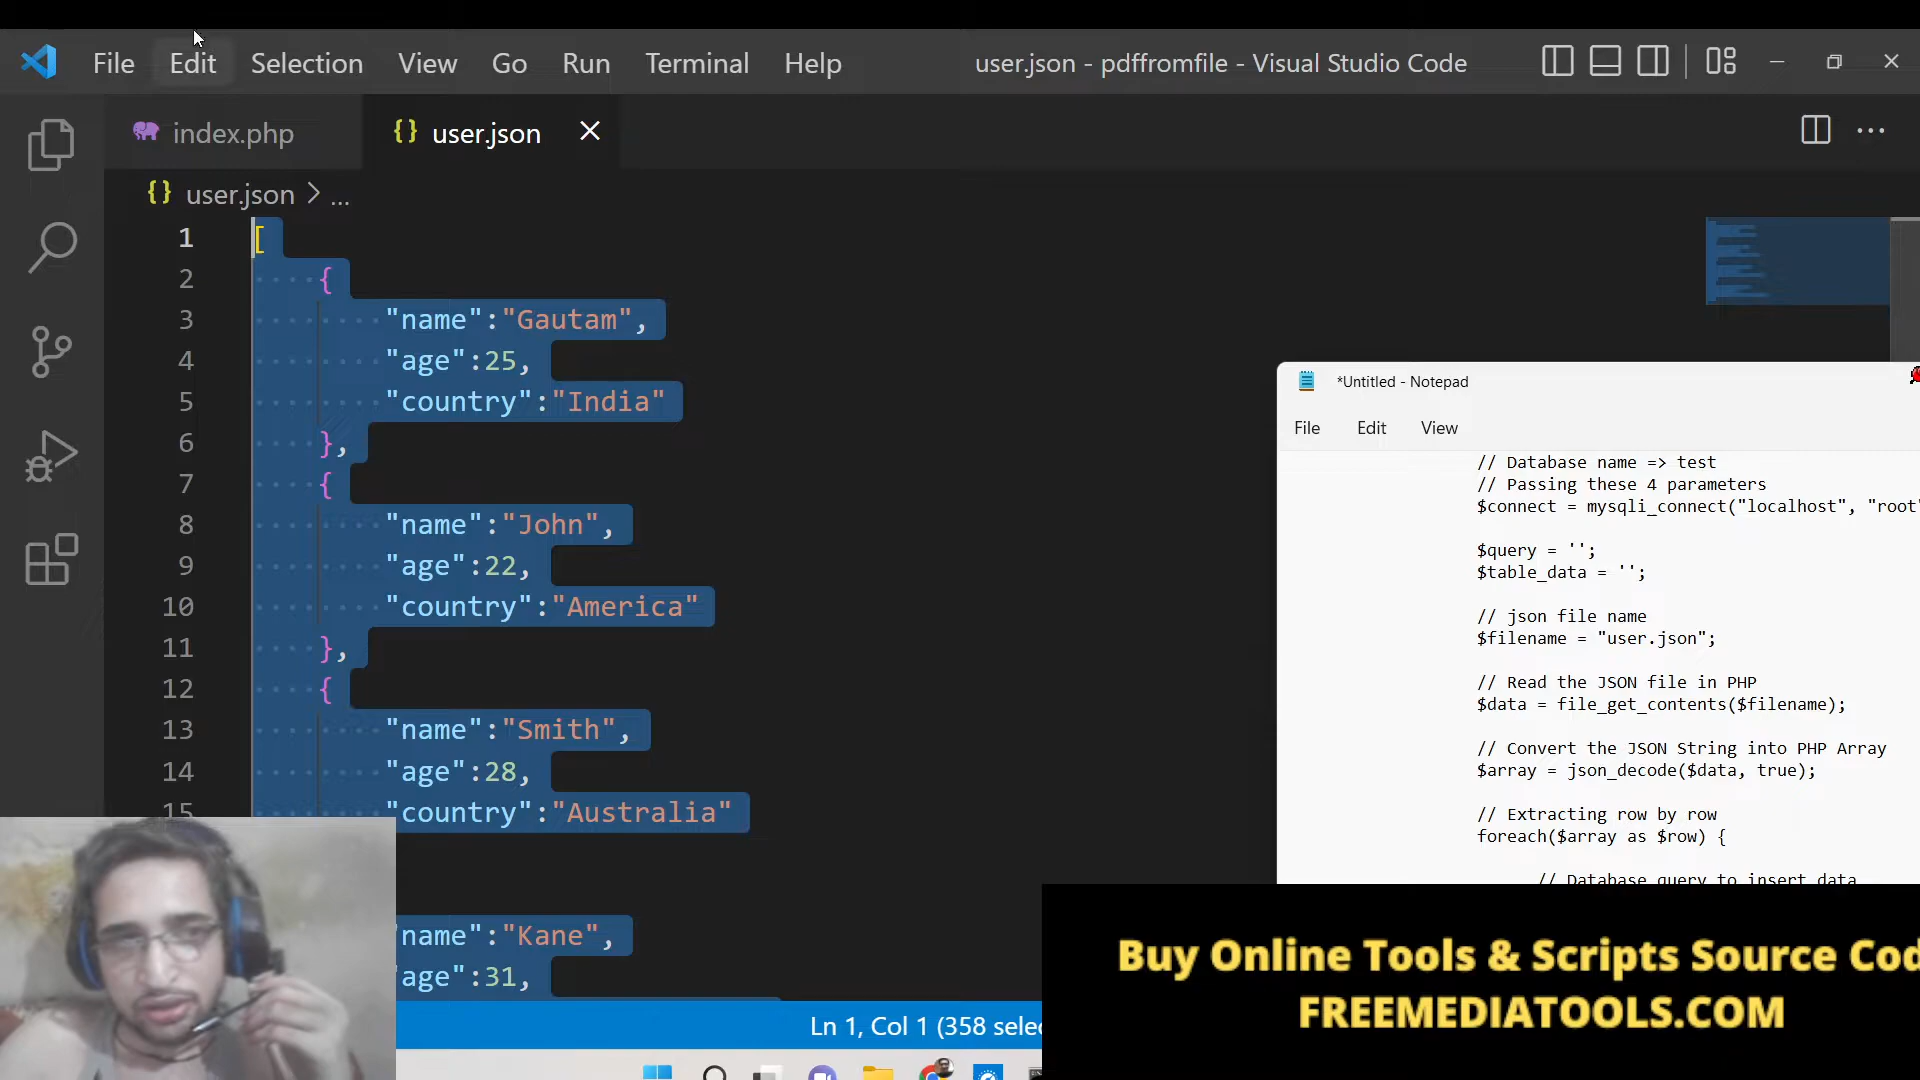 File Edit Selection View Go Run Terminal Help
user.json - pdffromfile - Visual Studio Code
index.php
{} user.json
{} user.json > ...
1 [
2 {
3 "name":"Gautam",
4 "age":25,
5 "country":"India"
6 },
7 {
8 "name":"John",
9 "age":22,
10 "country":"America"
11 },
12 {
13 "name":"Smith",
14 "age":28,
15 "country":"Australia"
"name":"Kane",
"age":31,
Ln 1, Col 1 (358 selec
*Untitled - Notepad
File Edit View
// Database name => test
// Passing these 4 parameters
$connect = mysqli_connect("localhost", "root"
$query = '';
$table_data = '';
// json file name
$filename = "user.json";
// Read the JSON file in PHP
$data = file_get_contents($filename);
// Convert the JSON String into PHP Array
$array = json_decode($data, true);
// Extracting row by row
foreach($array as $row) {
// Database query to insert data
Buy Online Tools & Scripts Source Cod
FREEMEDIATOOLS.COM